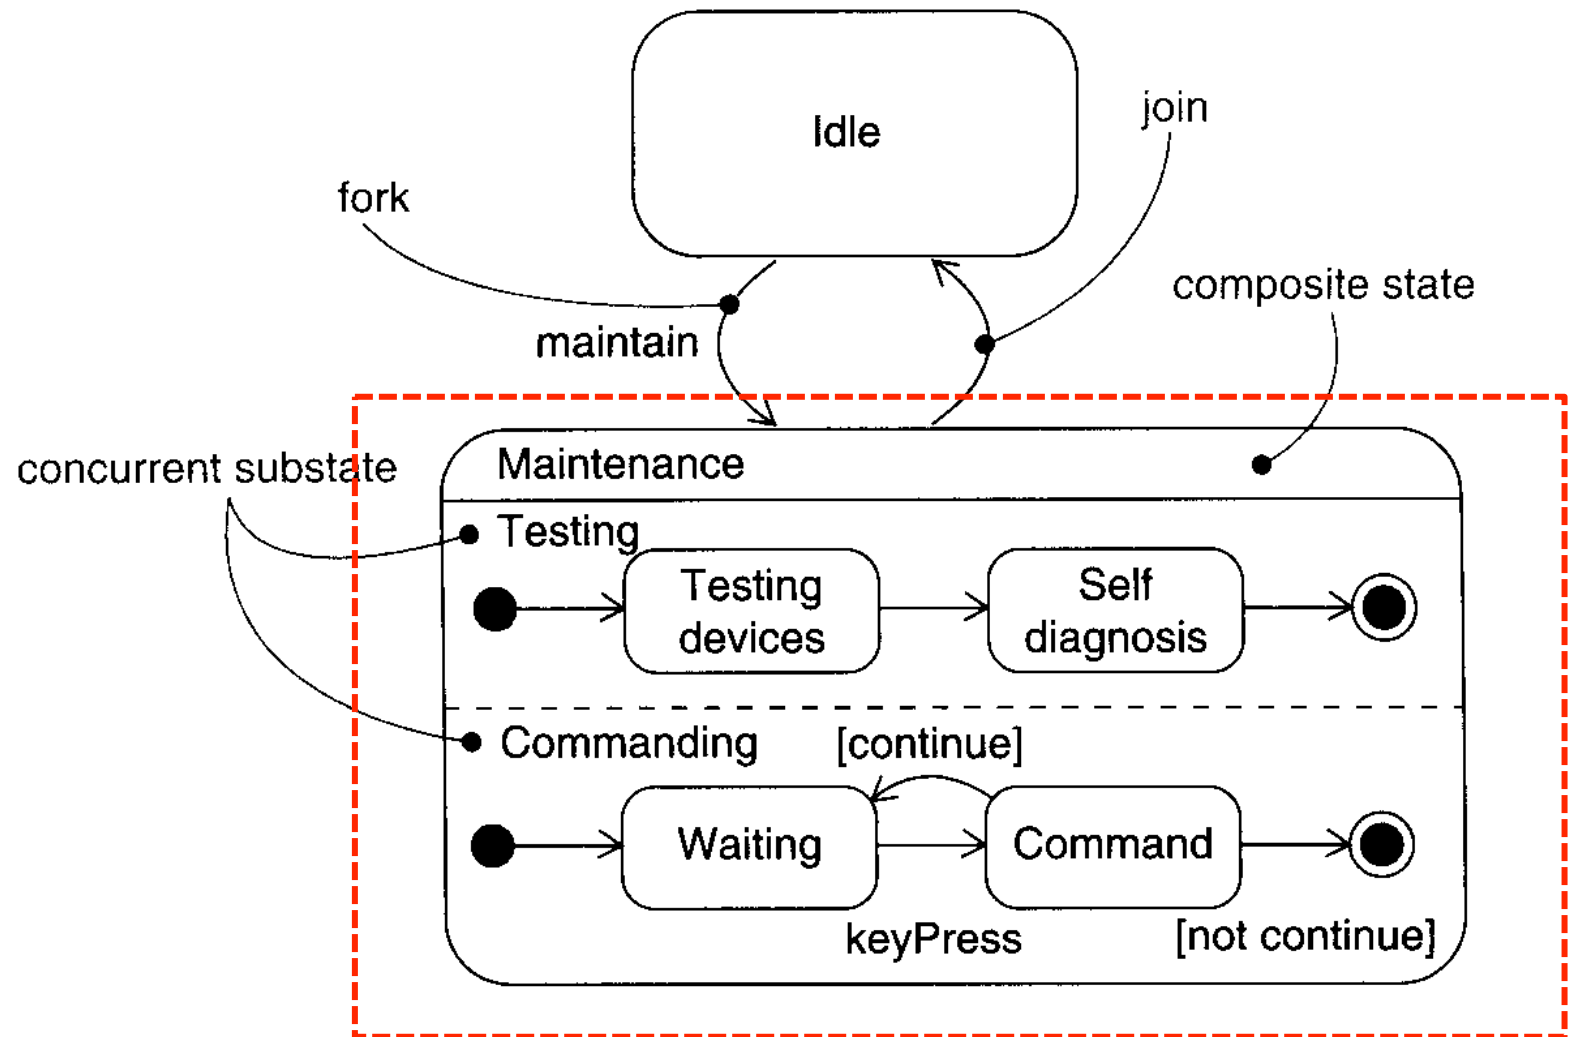 Idle
join
fork
composite state
maintain
concurrent substate
Maintenance
Testing
Testing
devices
Self
diagnosis
Commanding
[continue]
Waiting
Command
keyPress
[not continue]